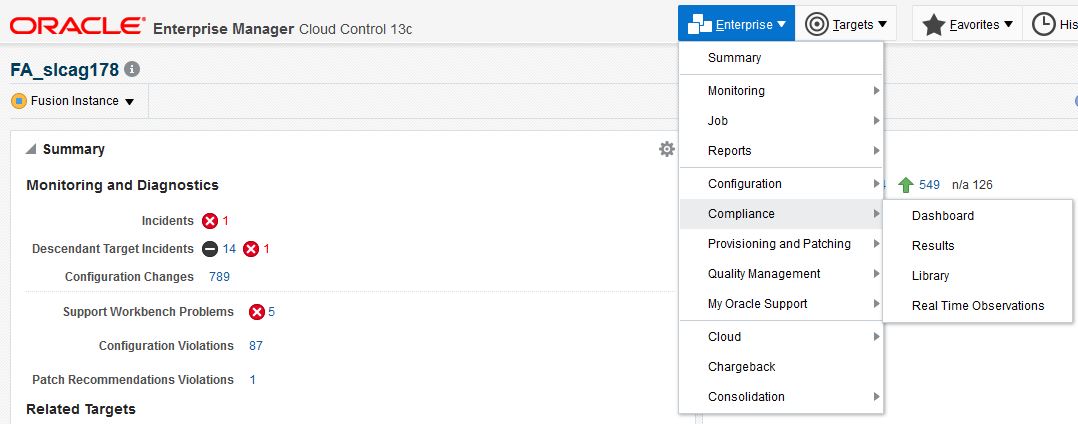 ORACLE Enterprise Manager Cloud Control 13c
Enterprise
Targets
Favorites
His
FA_slcag178
Fusion Instance
Summary
Monitoring and Diagnostics
Incidents 1
Descendant Target Incidents 14 1
Configuration Changes 789
Support Workbench Problems 5
Configuration Violations 87
Patch Recommendations Violations 1
Related Targets
Summary
Monitoring
Job
Reports
Configuration
Compliance
Provisioning and Patching
Quality Management
My Oracle Support
Cloud
Chargeback
Consolidation
549 n/a 126
Dashboard
Results
Library
Real Time Observations